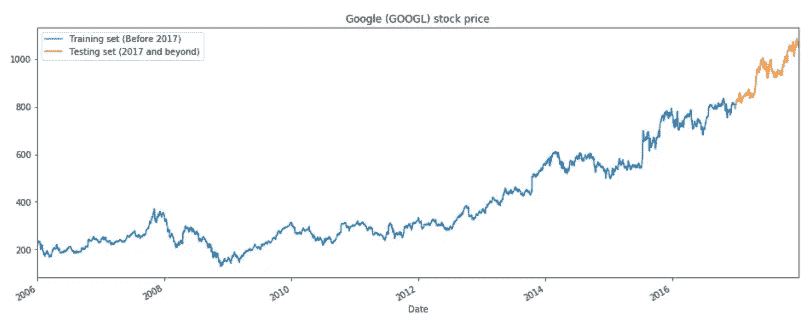 Google (GOOGL) stock price
Training set (Before 2017)
Testing set (2017 and beyond)
1000
800
600
400
200
2006
2008
2010
2012
2014
2016
Date